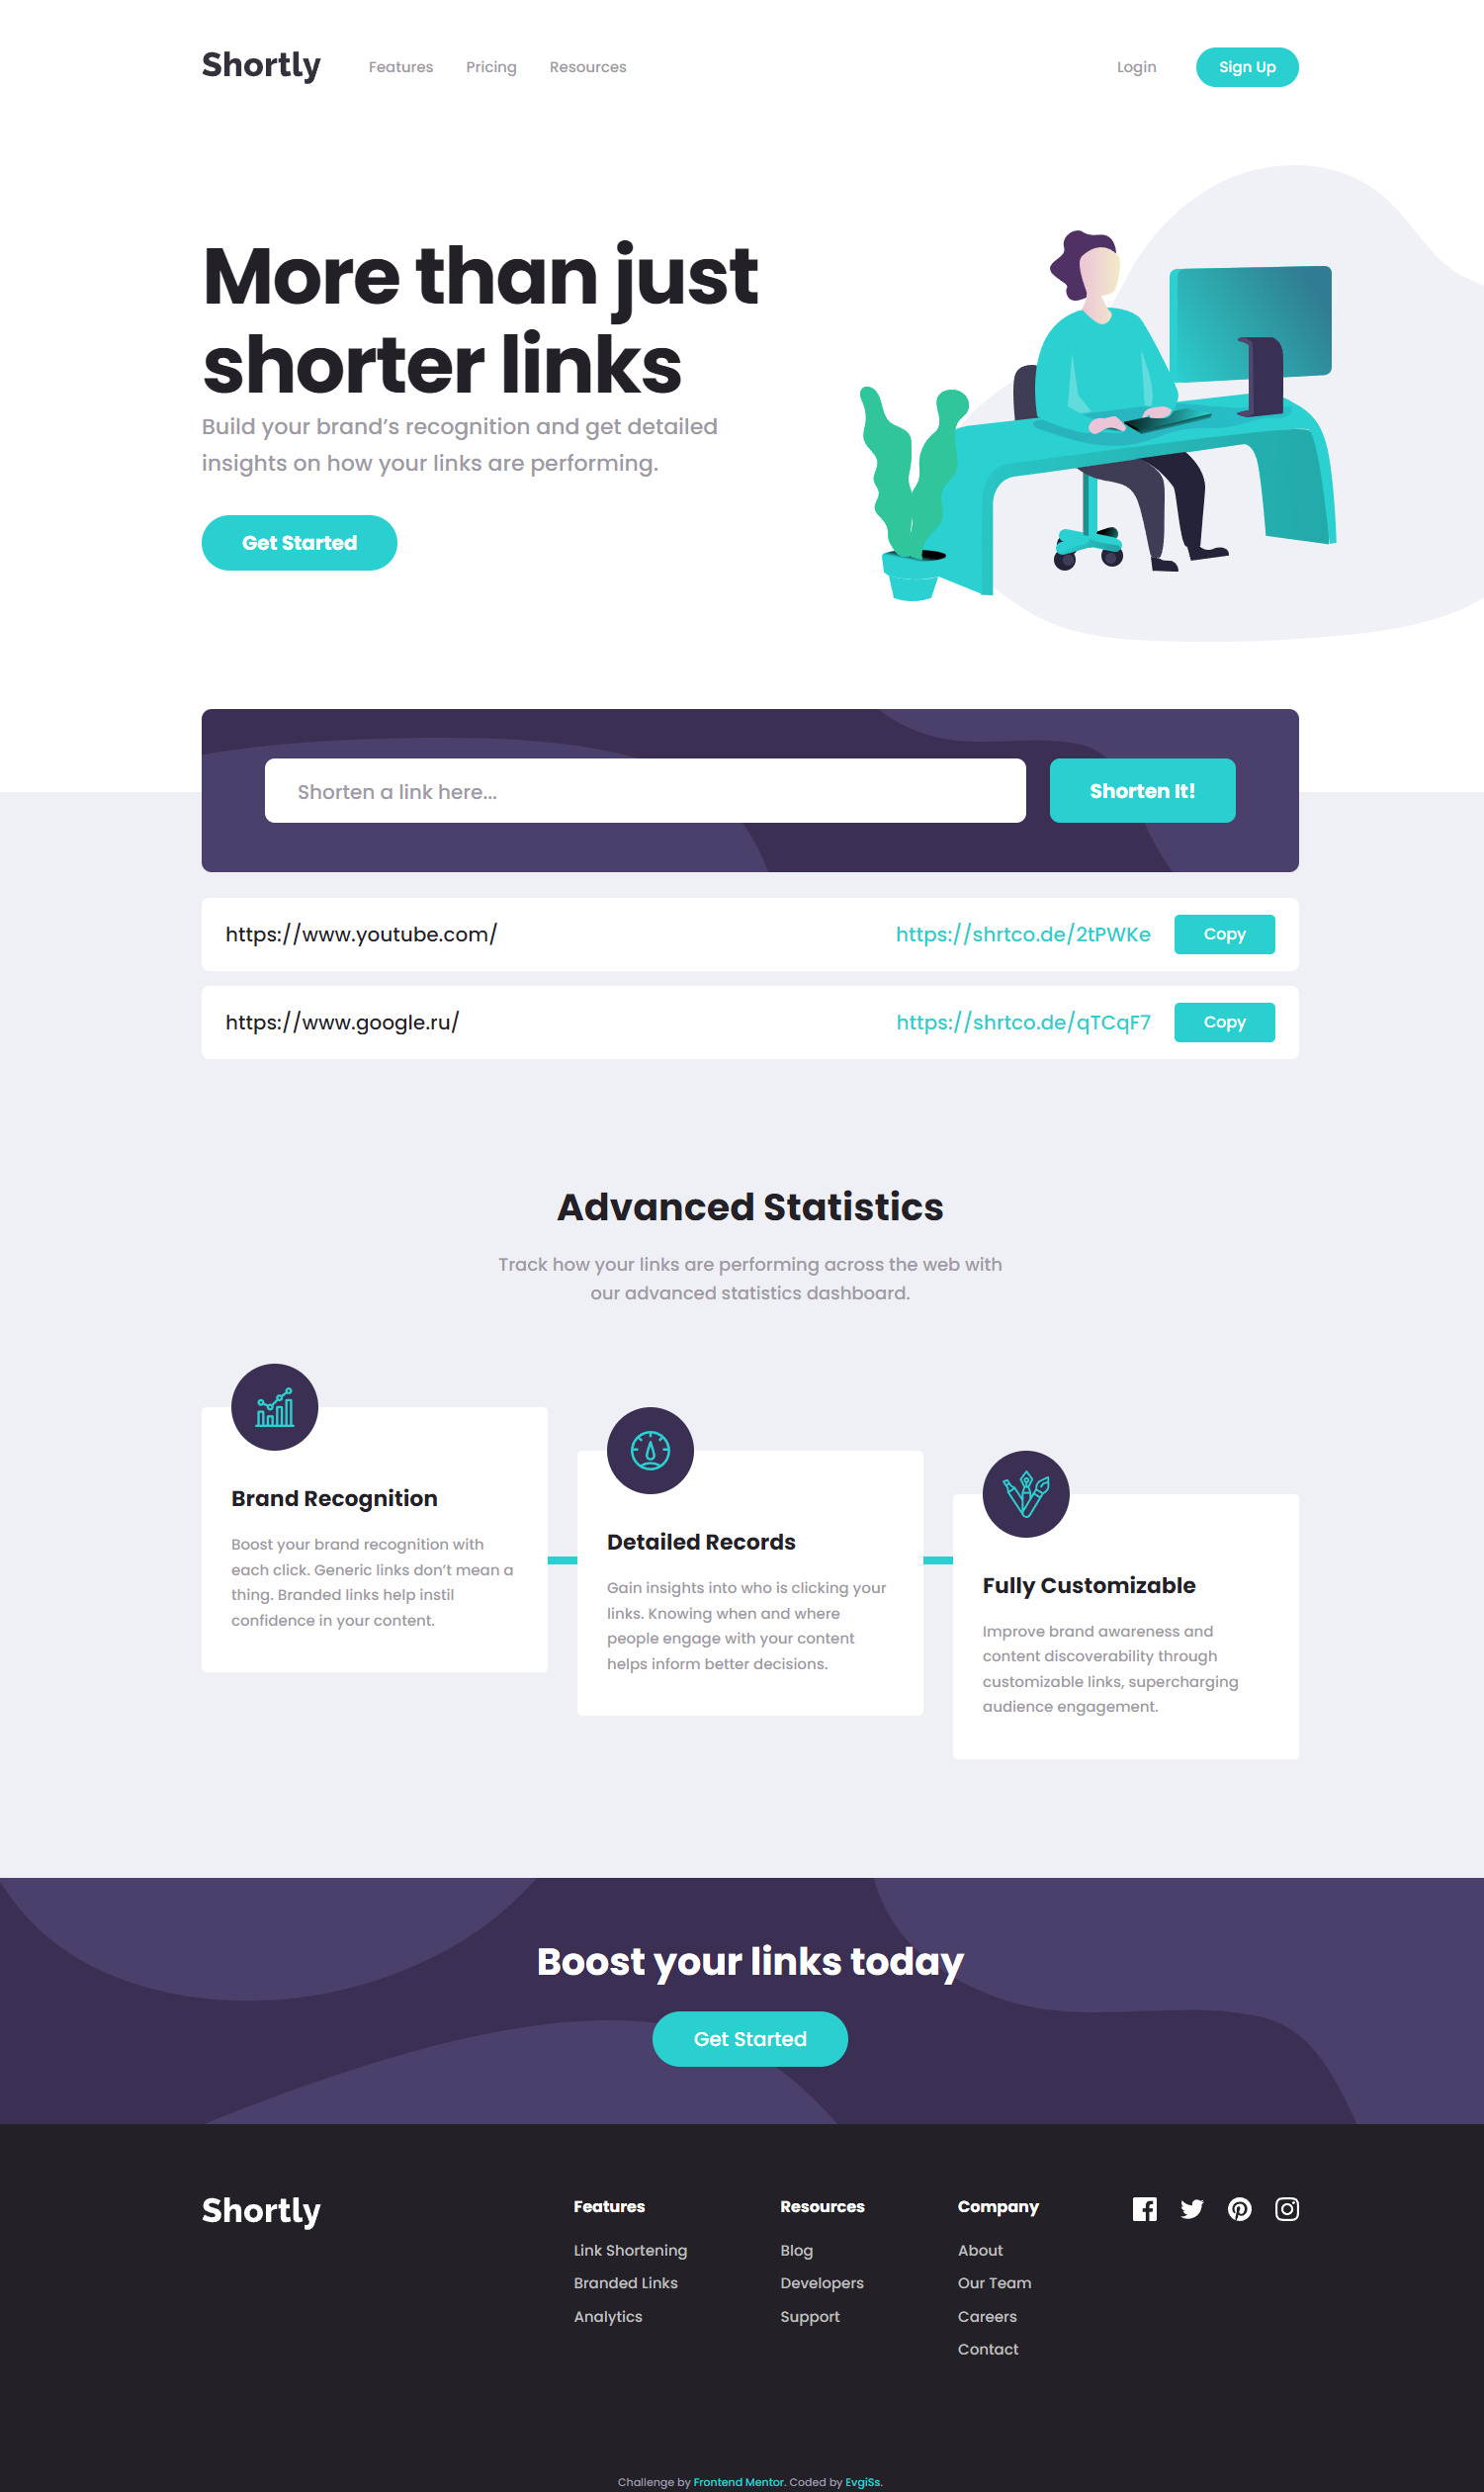 Shortly
Features
Pricing
Resources
Login
Sign Up
More than just
shorter links
Build your brand’s recognition and get detailed
insights on how your links are performing.
Get Started
Shorten a link here...
Shorten It!
https://www.youtube.com/
https://shrtco.de/2tPWKe
Copy
https://www.google.ru/
https://shrtco.de/qTCqF7
Copy
Advanced Statistics
Track how your links are performing across the web with
our advanced statistics dashboard.
Brand Recognition
Boost your brand recognition with
each click. Generic links don’t mean a
thing. Branded links help instil
confidence in your content.
Detailed Records
Gain insights into who is clicking your
links. Knowing when and where
people engage with your content
helps inform better decisions.
Fully Customizable
Improve brand awareness and
content discoverability through
customizable links, supercharging
audience engagement.
Boost your links today
Get Started
Shortly
Features
Link Shortening
Branded Links
Analytics
Resources
Blog
Developers
Support
Company
About
Our Team
Careers
Contact
Challenge by Frontend Mentor. Coded by EvgiSs.